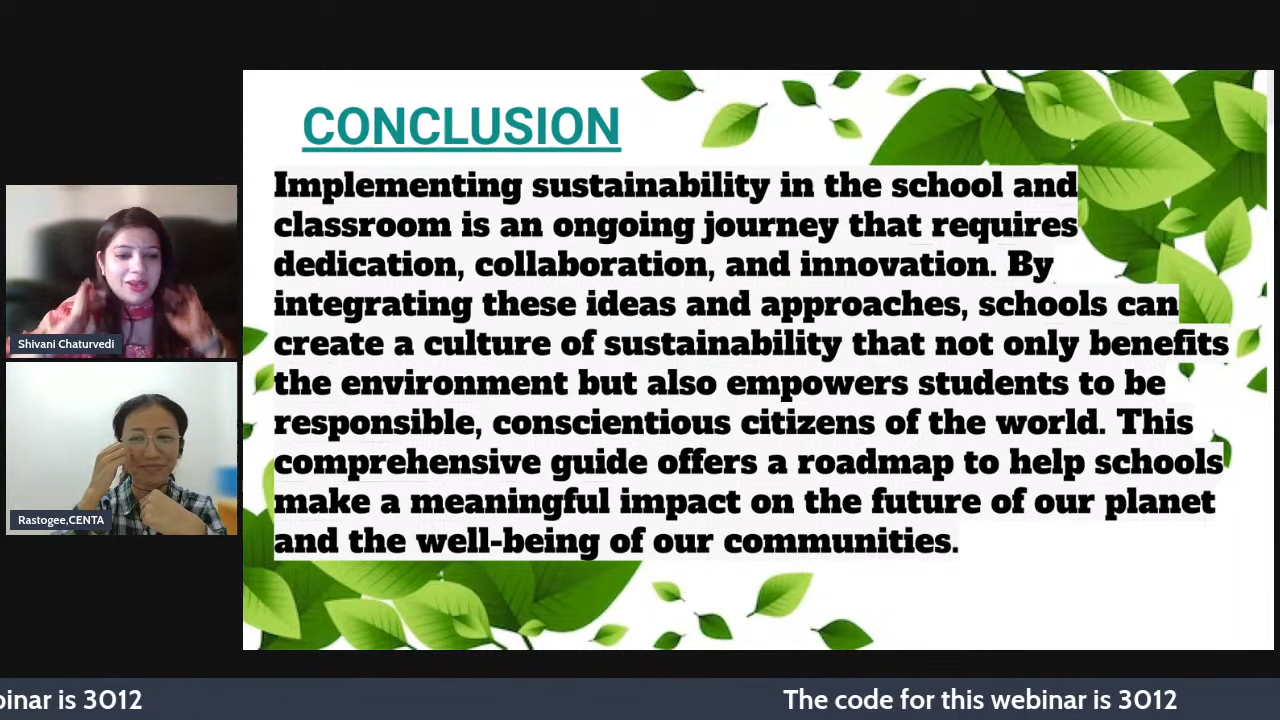 CONCLUSION
Implementing sustainability in the school and
classroom is an ongoing journey that requires
dedication, collaboration, and innovation. By
integrating these ideas and approaches, schools can
create a culture of sustainability that not only benefits
the environment but also empowers students to be
responsible, conscientious citizens of the world. This
comprehensive guide offers a roadmap to help schools
make a meaningful impact on the future of our planet
and the well-being of our communities.
Shivani Chaturvedi
Rastogee,CENTA
binar is 3012
The code for this webinar is 3012